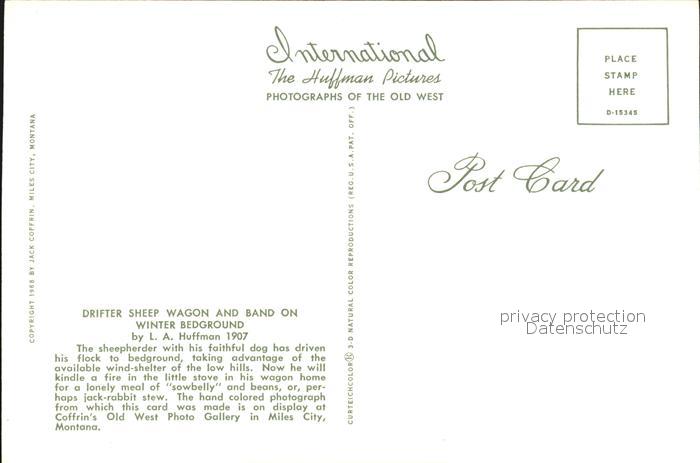 International
The Huffman Pictures
PHOTOGRAPHS OF THE OLD WEST
PLACE
STAMP
HERE
D-15345
Post Card
COPYRIGHT 1968 BY JACK COFFRIN, MILES CITY, MONTANA
DRIFTER SHEEP WAGON AND BAND ON
WINTER BEDGROUND
by L. A. Huffman 1907
The sheepherder with his faithful dog has driven
his flock to bedground, taking advantage of the
available wind-shelter of the low hills. Now he will
kindle a fire in the little stove in his wagon home
for a lonely meal of "sowbelly" and beans, or, per-
haps jack-rabbit stew. The hand colored photograph
from which this card was made is on display at
Coffrin's Old West Photo Gallery in Miles City,
Montana.
CURTEICHCOLOR® 3-D NATURAL COLOR REPRODUCTIONS (REG. U.S.A. PAT. OFF.)
privacy protection
Datenschutz